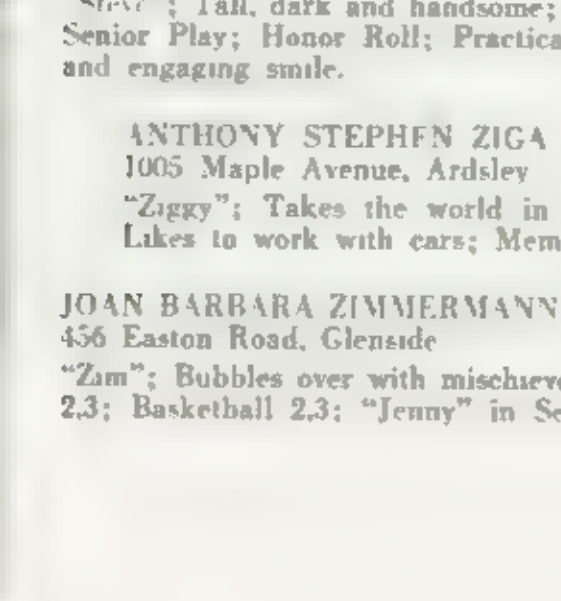 "Steve"; Tall, dark and handsome;
Senior Play; Honor Roll; Practica
and engaging smile.
ANTHONY STEPHEN ZIGA
1005 Maple Avenue, Ardsley
"Ziggy"; Takes the world in
Likes to work with cars; Mem
JOAN BARBARA ZIMMERMANN
456 Easton Road, Glenside
"Zim"; Bubbles over with mischieve
2,3; Basketball 2,3; "Jenny" in Se